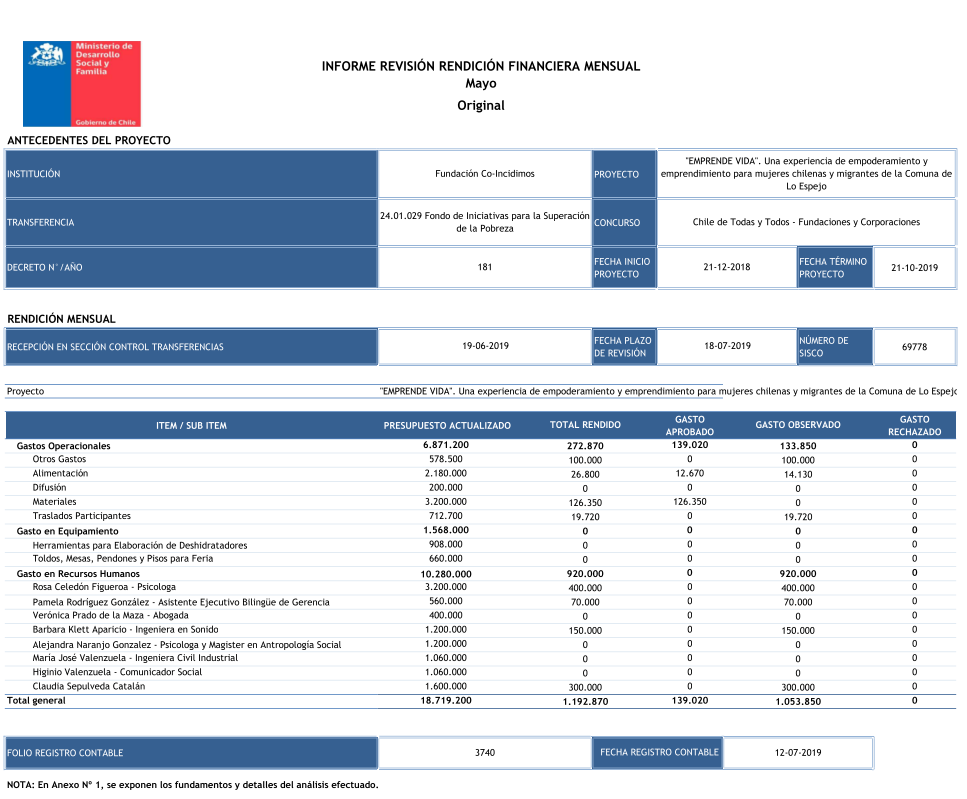 Ministerio de
Desarrollo
Social y
Familia
Gobierno de Chile
INFORME REVISIÓN RENDICIÓN FINANCIERA MENSUAL
Mayo
Original
ANTECEDENTES DEL PROYECTO
INSTITUCIÓN Fundación Co-Incidimos PROYECTO "EMPRENDE VIDA". Una experiencia de empoderamiento y
emprendimiento para mujeres chilenas y migrantes de la Comuna de
Lo Espejo
TRANSFERENCIA 24.01.029 Fondo de Iniciativas para la Superación
de la Pobreza CONCURSO Chile de Todas y Todos - Fundaciones y Corporaciones
DECRETO N°/AÑO 181 FECHA INICIO
PROYECTO 21-12-2018 FECHA TÉRMINO
PROYECTO 21-10-2019
RENDICIÓN MENSUAL
RECEPCIÓN EN SECCIÓN CONTROL TRANSFERENCIAS 19-06-2019 FECHA PLAZO
DE REVISIÓN 18-07-2019 NÚMERO DE
SISCO 69778
Proyecto "EMPRENDE VIDA". Una experiencia de empoderamiento y emprendimiento para mujeres chilenas y migrantes de la Comuna de Lo Espejo
ITEM / SUB ITEM PRESUPUESTO ACTUALIZADO TOTAL RENDIDO GASTO
APROBADO GASTO OBSERVADO GASTO
RECHAZADO
Gastos Operacionales 6.871.200 272.870 139.020 133.850 0
Otros Gastos 578.500 100.000 0 100.000 0
Alimentación 2.180.000 26.800 12.670 14.130 0
Difusión 200.000 0 0 0 0
Materiales 3.200.000 126.350 126.350 0 0
Traslados Participantes 712.700 19.720 0 19.720 0
Gasto en Equipamiento 1.568.000 0 0 0 0
Herramientas para Elaboración de Deshidratadores 908.000 0 0 0 0
Toldos, Mesas, Pendones y Pisos para Feria 660.000 0 0 0 0
Gasto en Recursos Humanos 10.280.000 920.000 0 920.000 0
Rosa Celedón Figueroa - Psicologa 3.200.000 400.000 0 400.000 0
Pamela Rodríguez González - Asistente Ejecutivo Bilingüe de Gerencia 560.000 70.000 0 70.000 0
Verónica Prado de la Maza - Abogada 400.000 0 0 0 0
Barbara Klett Aparicio - Ingeniera en Sonido 1.200.000 150.000 0 150.000 0
Alejandra Naranjo Gonzalez - Psicologa y Magister en Antropología Social 1.200.000 0 0 0 0
María José Valenzuela - Ingeniera Civil Industrial 1.060.000 0 0 0 0
Higinio Valenzuela - Comunicador Social 1.060.000 0 0 0 0
Claudia Sepulveda Catalán 1.600.000 300.000 0 300.000 0
Total general 18.719.200 1.192.870 139.020 1.053.850 0
FOLIO REGISTRO CONTABLE 3740 FECHA REGISTRO CONTABLE 12-07-2019
NOTA: En Anexo Nº 1, se exponen los fundamentos y detalles del análisis efectuado.